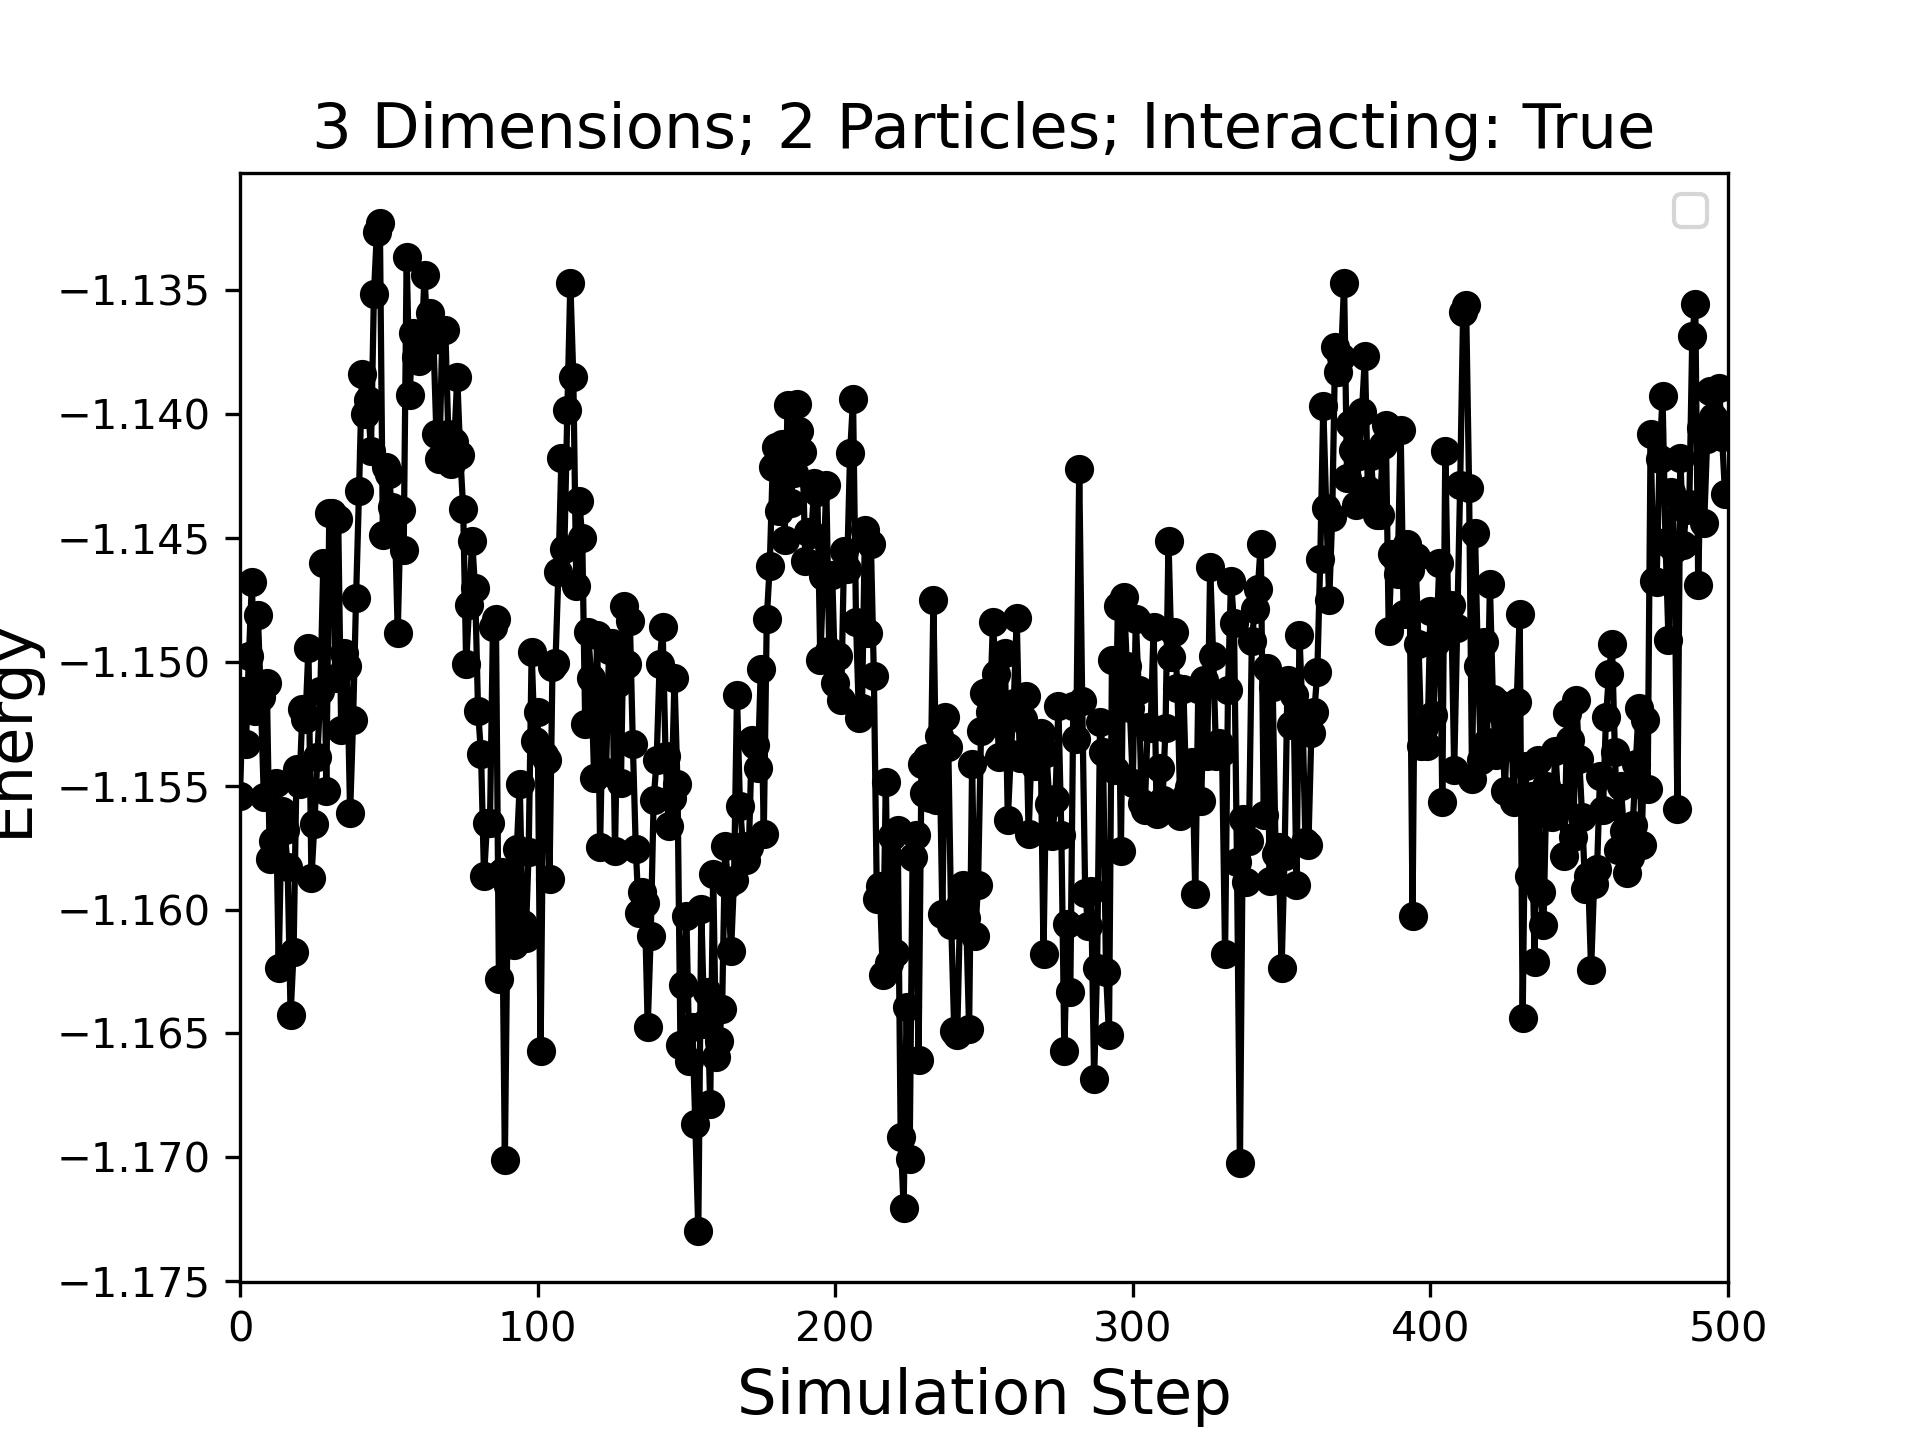 3 Dimensions; 2 Particles; Interacting: True
Energy
−1.135
−1.140
−1.145
−1.150
−1.155
−1.160
−1.165
−1.170
−1.175
0 100 200 300 400 500
Simulation Step